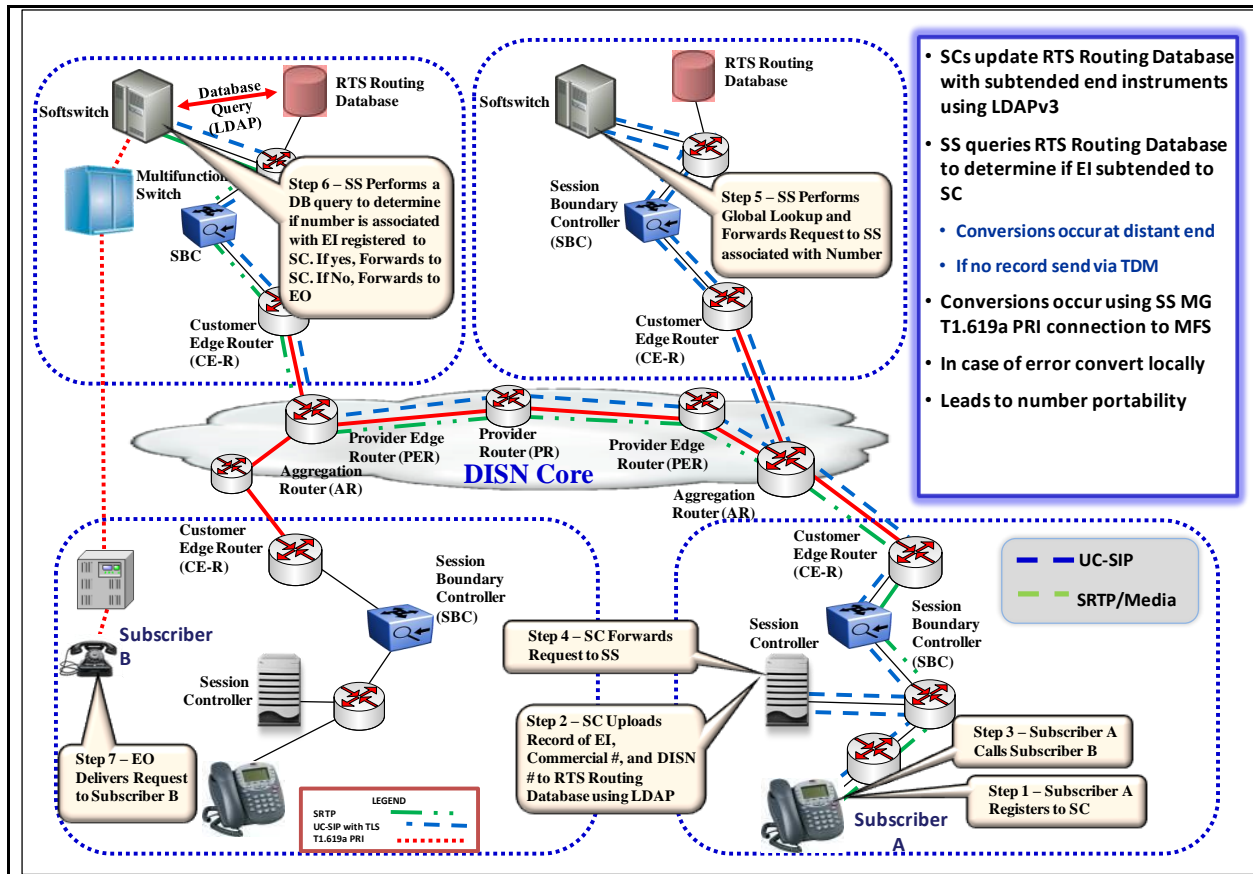 RTS Routing
Database
Database
Query
(LDAP)
Softswitch
Multifunction
Switch
SBC
Step 6 – SS Performs a
DB query to determine
if number is associated
with EI registered to
SC. If yes, Forwards to
SC. If No, Forwards to
EO
Customer
Edge Router
(CE-R)
RTS Routing
Database
Softswitch
Session
Boundary
Controller
(SBC)
Step 5 – SS Performs
Global Lookup and
Forwards Request to SS
associated with Number
Customer
Edge Router
(CE-R)
• SCs update RTS Routing Database
with subtended end instruments
using LDAPv3
• SS queries RTS Routing Database
to determine if EI subtended to
SC
• Conversions occur at distant end
• If no record send via TDM
• Conversions occur using SS MG
T1.619a PRI connection to MFS
• In case of error convert locally
• Leads to number portability
Provider Edge
Router (PER)
Provider
Router (PR)
Provider Edge
Router (PER)
Aggregation
Router (AR)
DISN Core
Aggregation
Router (AR)
Customer
Edge Router
(CE-R)
Session
Boundary
Controller
(SBC)
Subscriber
B
Session
Controller
Step 7 – EO
Delivers Request
to Subscriber B
LEGEND
SRTP
UC-SIP with TLS
T1.619a PRI
Customer
Edge Router
(CE-R)
UC-SIP
SRTP/Media
Session
Controller
Session
Boundary
Controller
(SBC)
Step 4 – SC Forwards
Request to SS
Step 2 – SC Uploads
Record of EI,
Commercial #, and DISN
# to RTS Routing
Database using LDAP
Step 3 – Subscriber A
Calls Subscriber B
Step 1 – Subscriber A
Registers to SC
Subscriber
A